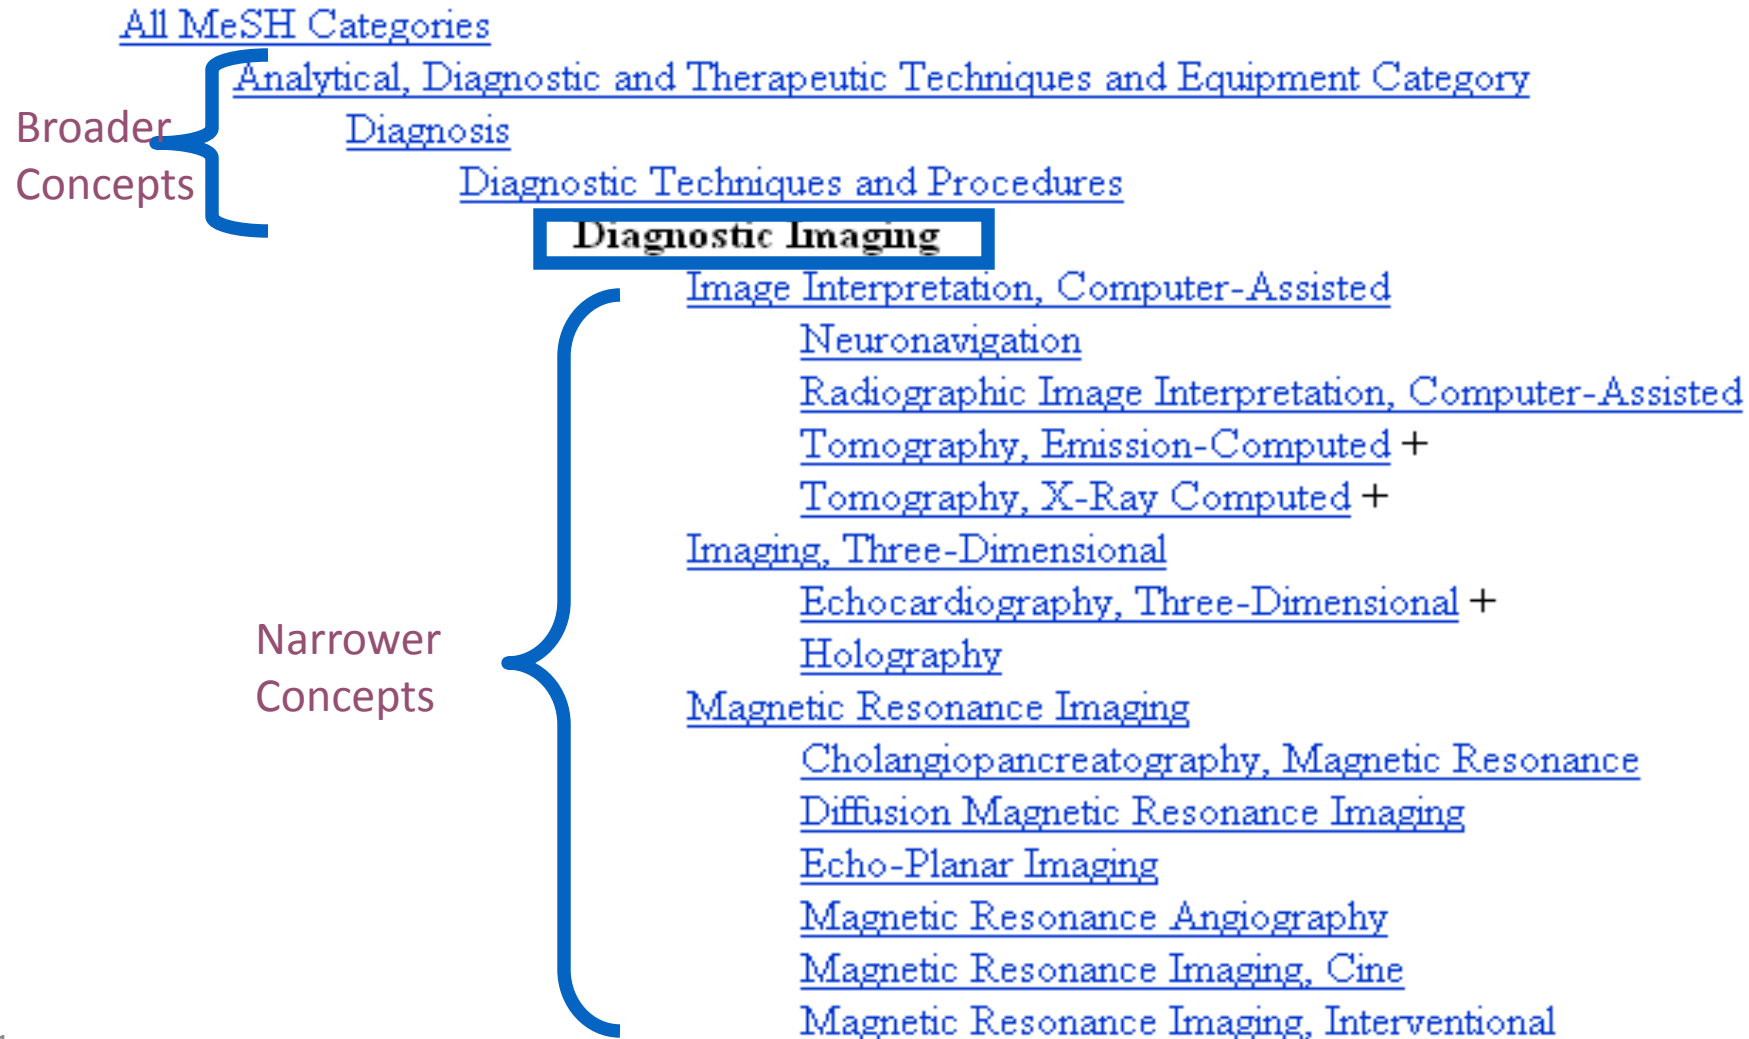 All MeSH Categories
Analytical, Diagnostic and Therapeutic Techniques and Equipment Category
Broader
Concepts
Diagnosis
Diagnostic Techniques and Procedures
Diagnostic Imaging
Image Interpretation, Computer-Assisted
Neuronavigation
Radiographic Image Interpretation, Computer-Assisted
Tomography, Emission-Computed +
Tomography, X-Ray Computed +
Imaging, Three-Dimensional
Echocardiography, Three-Dimensional +
Holography
Narrower
Concepts
Magnetic Resonance Imaging
Cholangiopancreatography, Magnetic Resonance
Diffusion Magnetic Resonance Imaging
Echo-Planar Imaging
Magnetic Resonance Angiography
Magnetic Resonance Imaging, Cine
Magnetic Resonance Imaging, Interventional